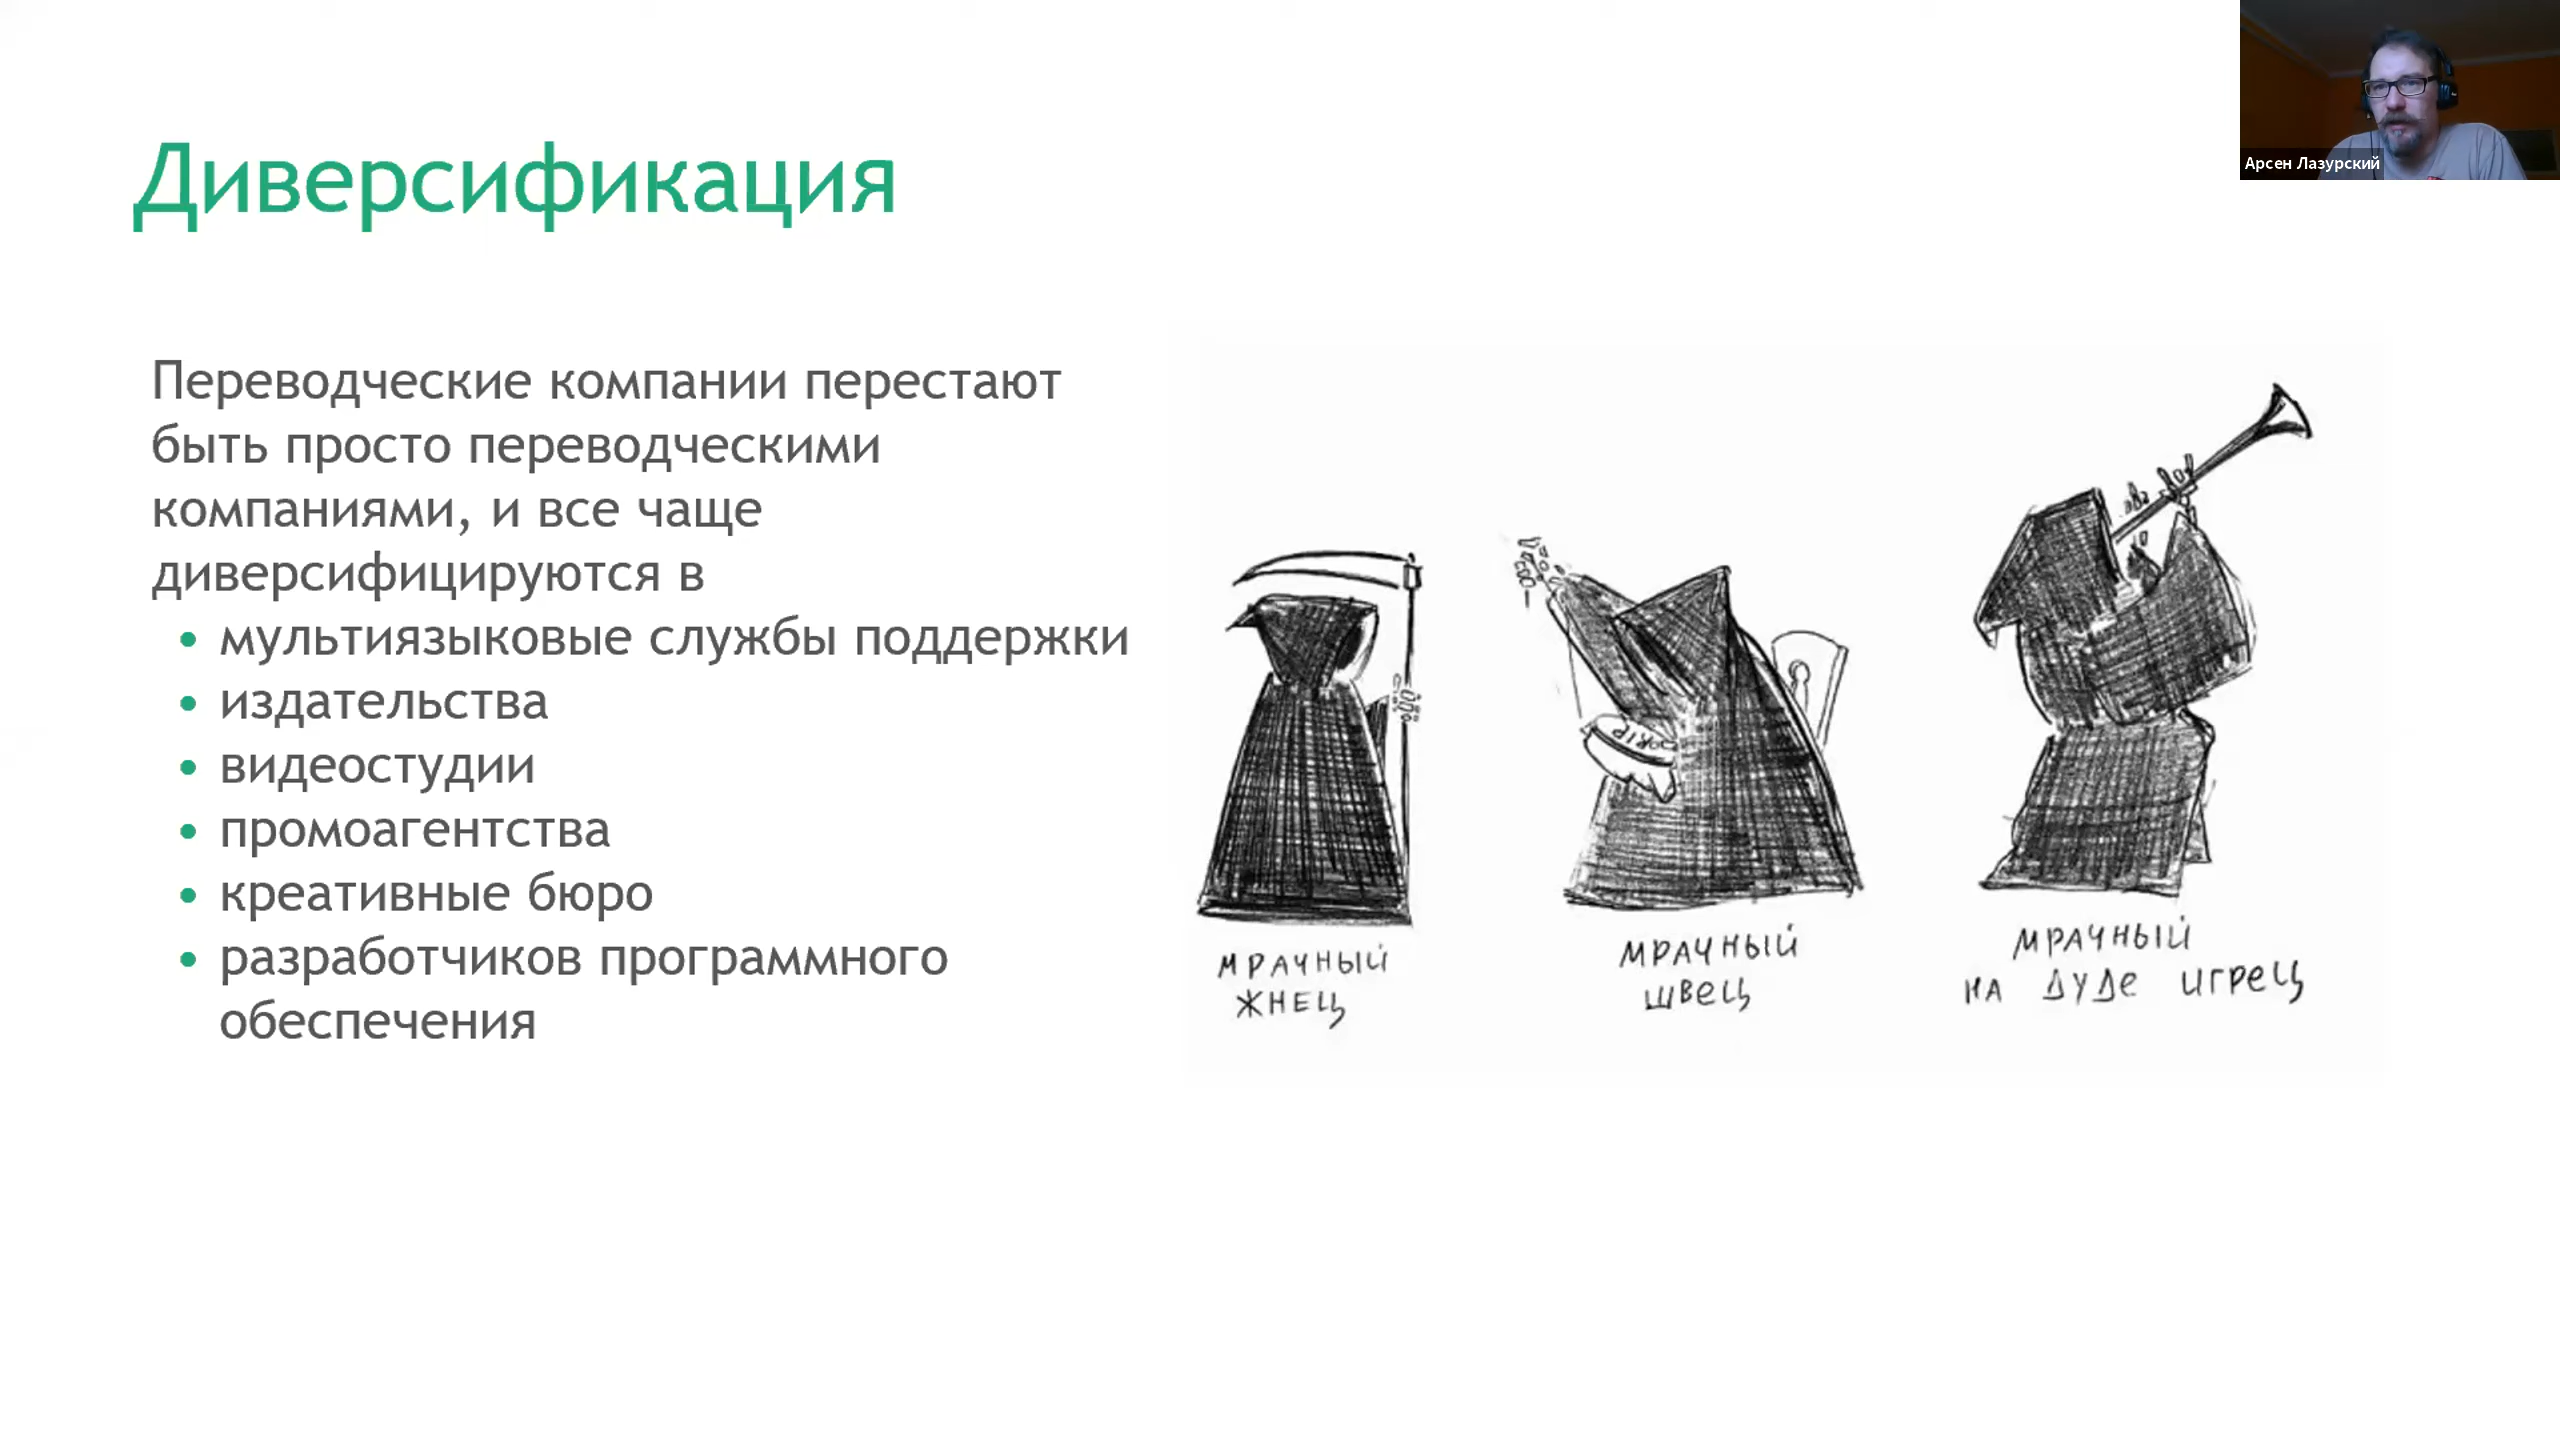 Диверсификация
Арсен Лазурский
Переводческие компании перестают
быть просто переводческими
компаниями, и все чаще
диверсифицируются в
• мультиязыковые службы поддержки
• издательства
• видеостудии
• промоагентства
• креативные бюро
• разработчиков программного
обеспечения
МРАЧНЫЙ
ЖНЕЦ
МРАЧНЫЙ
ШВЕЦ
МРАЧНЫЙ
НА ДУДЕ ИГРЕЦ